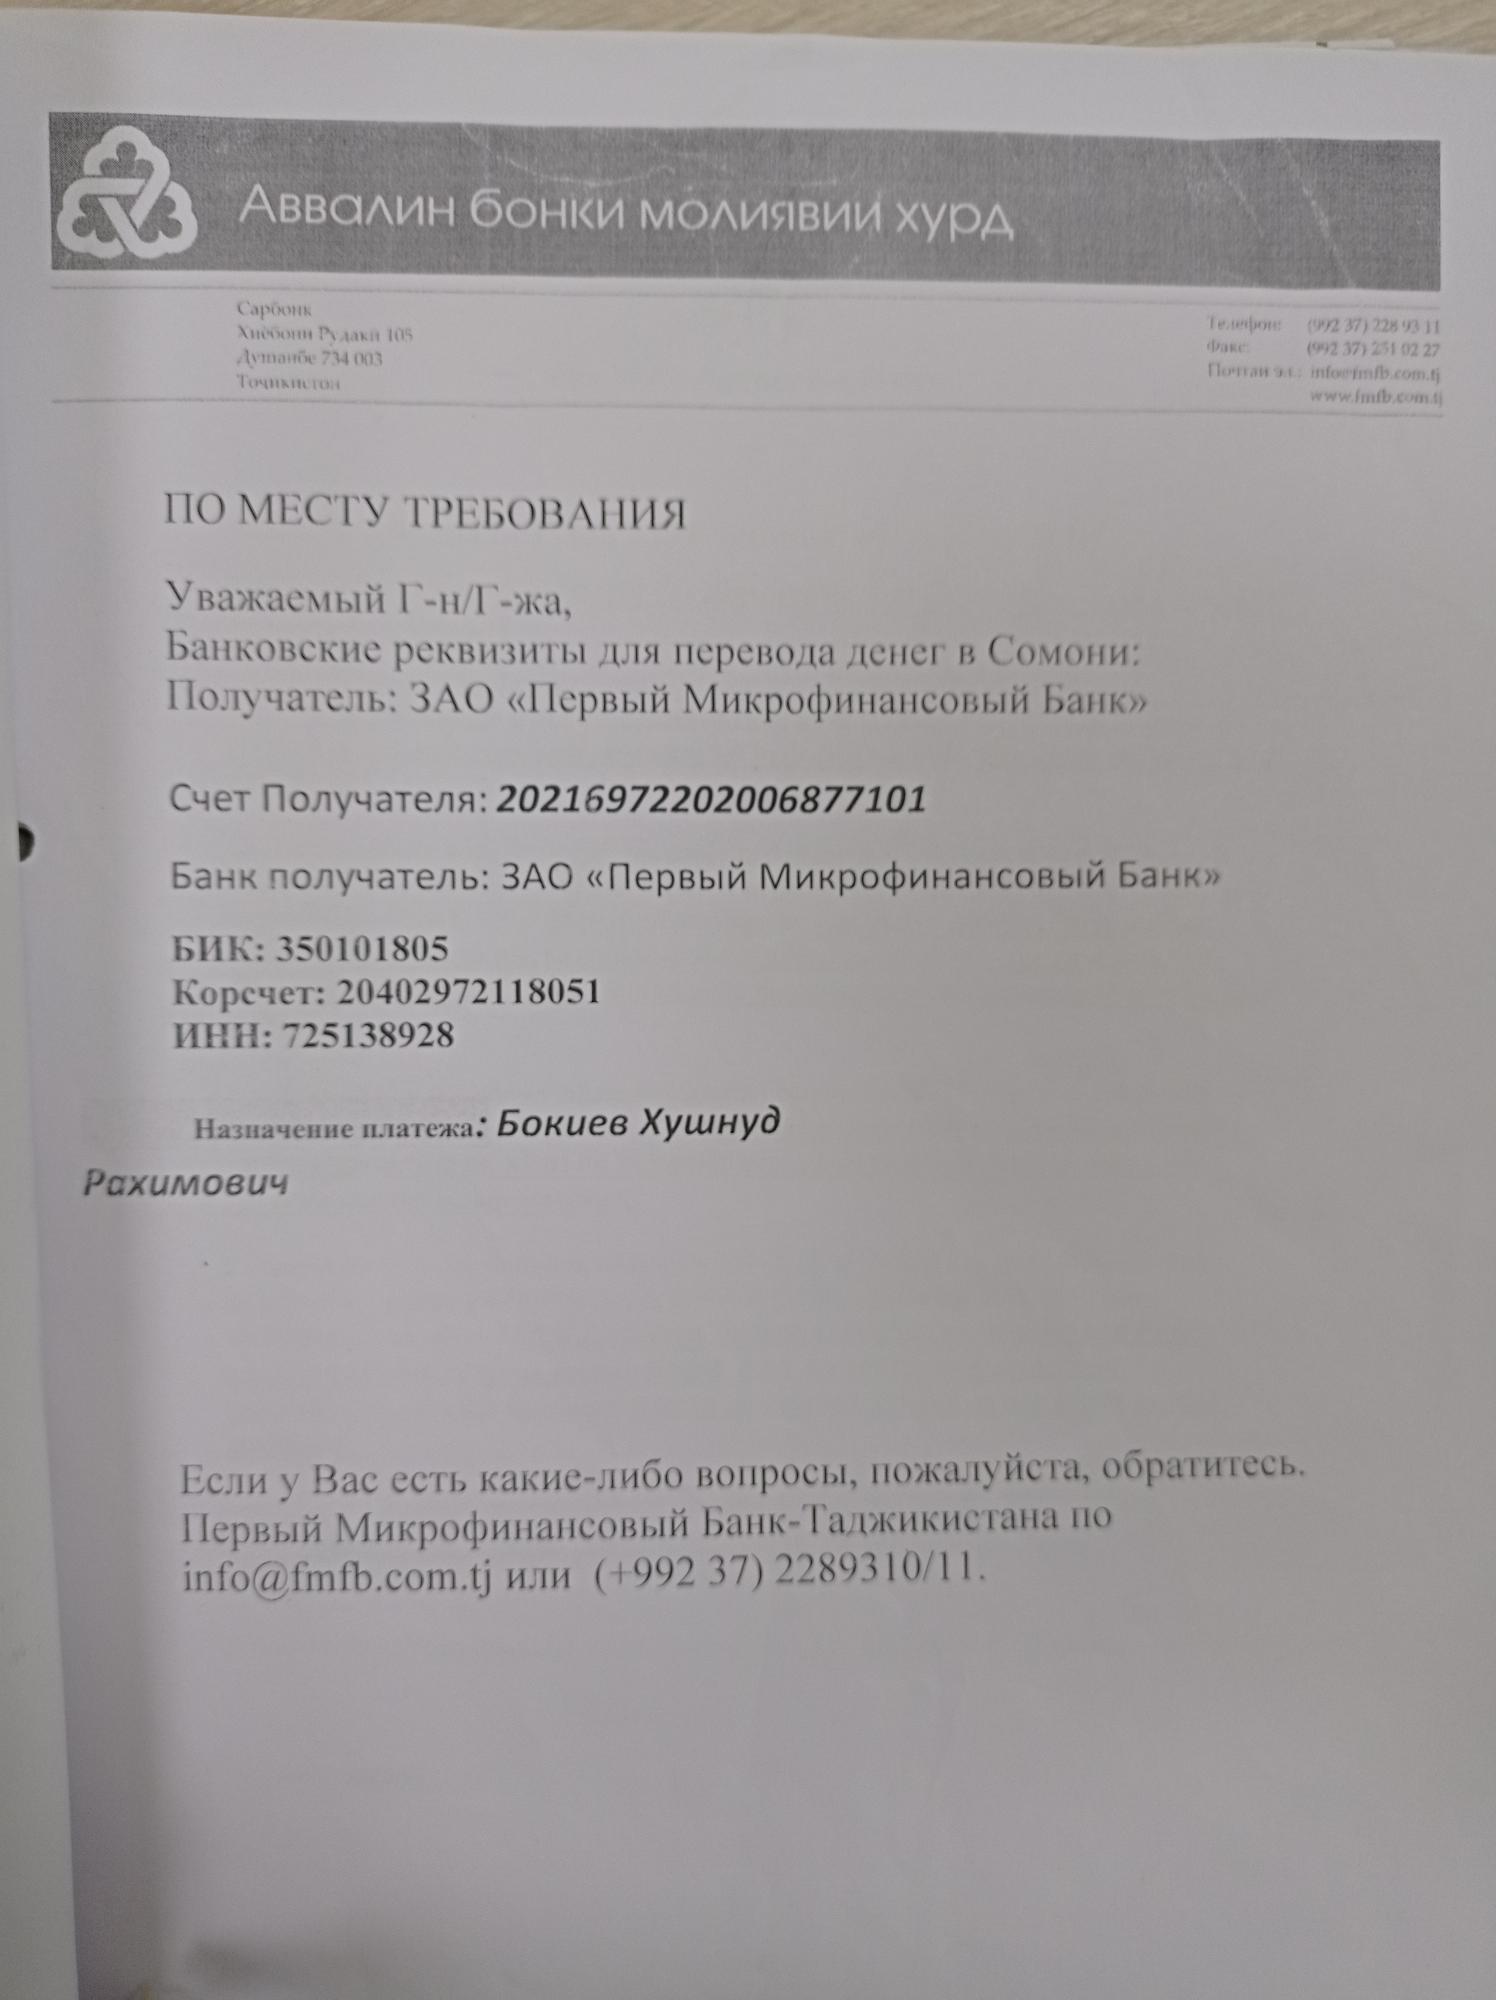 Аввалин бонки молиявии хурд
Сарбонк
Хиёбони Рудаки 105
Душанбе 734 003
Тоҷикистон
Телефон: (992 37) 228 93 11
Факс: (992 37) 251 02 27
Почтаи эл.: info@fmfb.com.tj
www.fmfb.com.tj
ПО МЕСТУ ТРЕБОВАНИЯ
Уважаемый Г-н/Г-жа,
Банковские реквизиты для перевода денег в Сомони:
Получатель: ЗАО «Первый Микрофинансовый Банк»
Счет Получателя: 20216972202006877101
Банк получатель: ЗАО «Первый Микрофинансовый Банк»
БИК: 350101805
Корсчет: 20402972118051
ИНН: 725138928
Назначение платежа: Бокиев Хушнуд
Рахимович
Если у Вас есть какие-либо вопросы, пожалуйста, обратитесь.
Первый Микрофинансовый Банк-Таджикистана по
info@fmfb.com.tj или (+992 37) 2289310/11.